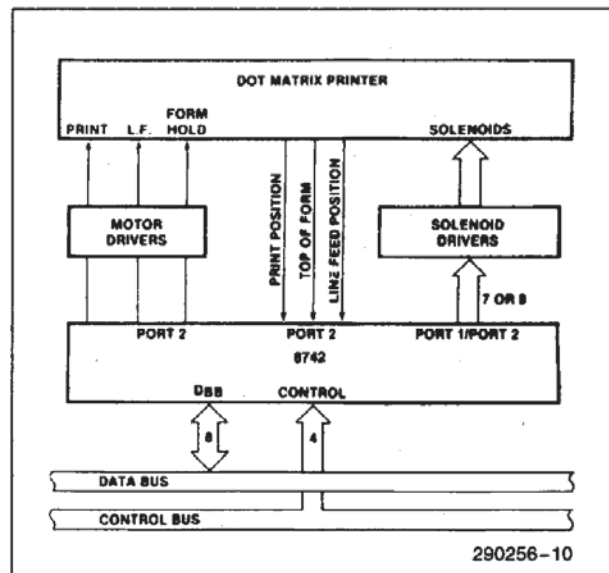 DOT MATRIX PRINTER
PRINT
L.F.
FORM
HOLD
SOLENOIDS
MOTOR
DRIVERS
PRINT POSITION
TOP OF FORM
LINE FEED POSITION
SOLENOID
DRIVERS
7 OR 8
PORT 2
PORT 2
PORT 1/PORT 2
8742
DBB
CONTROL
8
4
DATA BUS
CONTROL BUS
290256-10